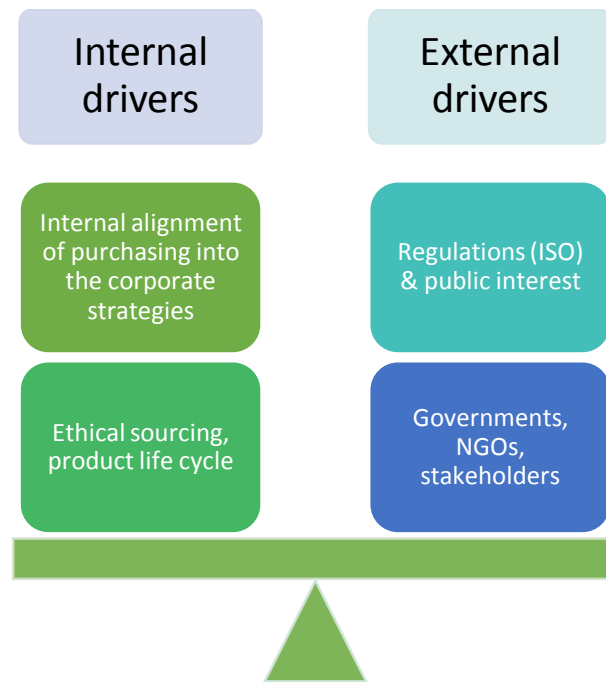 Internal
drivers
External
drivers
Internal alignment
of purchasing into
the corporate
strategies
Regulations (ISO)
& public interest
Ethical sourcing,
product life cycle
Governments,
NGOs,
stakeholders